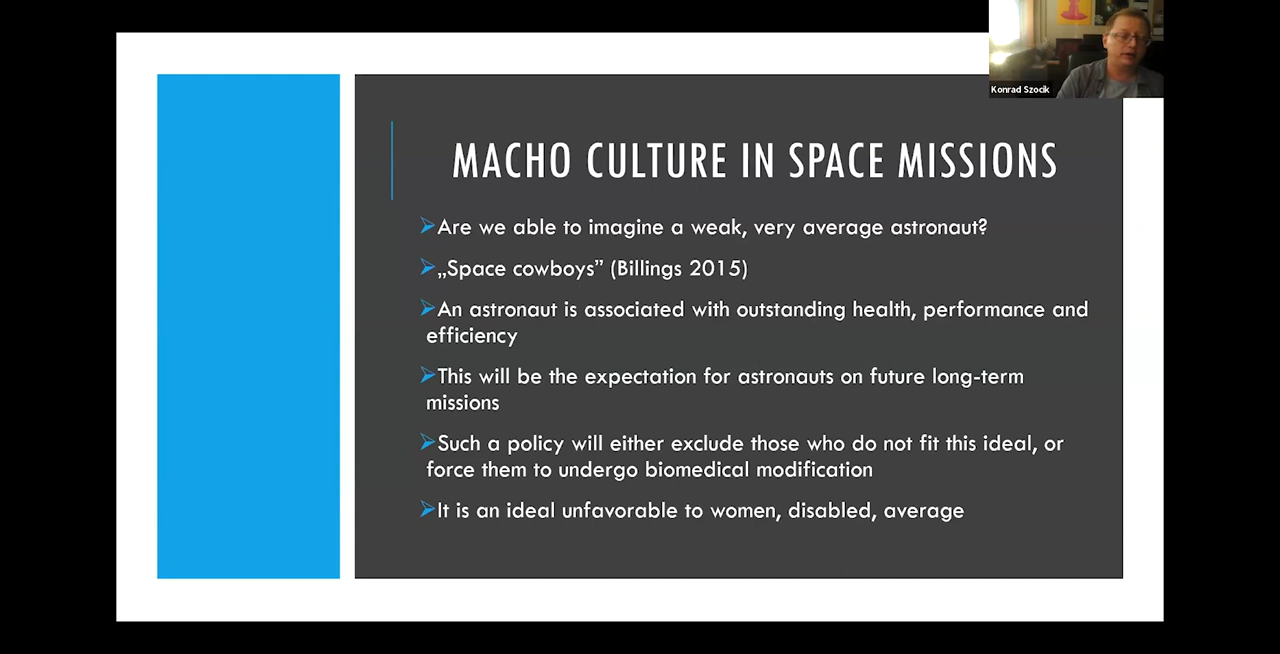 Konrad Szocik
MACHO CULTURE IN SPACE MISSIONS
➢Are we able to imagine a weak, very average astronaut?
➢„Space cowboys” (Billings 2015)
➢An astronaut is associated with outstanding health, performance and
efficiency
➢This will be the expectation for astronauts on future long-term
missions
➢Such a policy will either exclude those who do not fit this ideal, or
force them to undergo biomedical modification
➢It is an ideal unfavorable to women, disabled, average